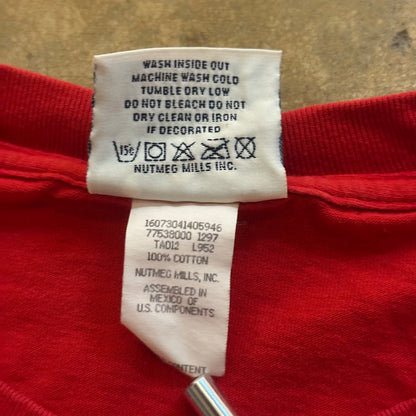 WASH INSIDE OUT
MACHINE WASH COLD
TUMBLE DRY LOW
DO NOT BLEACH DO NOT
DRY CLEAN OR IRON
IF DECORATED
NUTMEG MILLS INC.
16073041405946
77538000 1297
TAO12 L952
100% COTTON
NUTMEG MILLS, INC.
ASSEMBLED IN
MEXICO OF
U.S. COMPONENTS